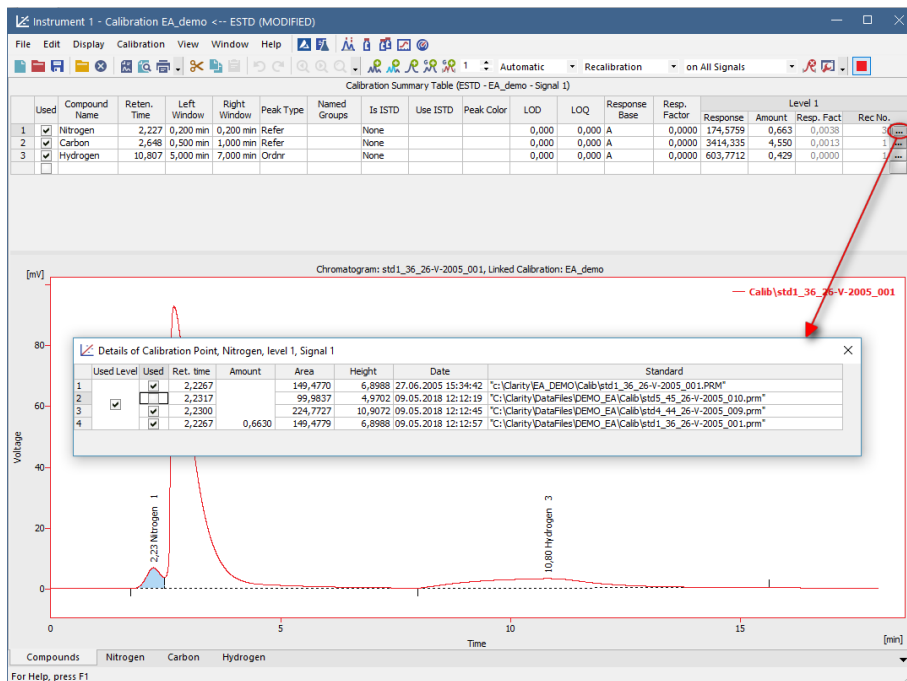 Instrument 1 - Calibration EA_demo <-- ESTD (MODIFIED)
File Edit Display Calibration View Window Help
1 Automatic Recalibration on All Signals
Calibration Summary Table (ESTD - EA_demo - Signal 1)
Used Compound Name Reten. Time Left Window Right Window Peak Type Named Groups Is ISTD Use ISTD Peak Color LOD LOQ Response Base Resp. Factor Level 1
Response Amount Resp. Fact Rec No.
1 Nitrogen 2,227 0,200 min 0,200 min Refer None 0,000 0,000 A 0,0000 174,5759 0,663 0,0038 3 ...
2 Carbon 2,648 0,500 min 1,000 min Refer None 0,000 0,000 A 0,0000 3414,335 4,550 0,0013 1 ...
3 Hydrogen 10,807 5,000 min 7,000 min Ordnr None 0,000 0,000 A 0,0000 603,7712 0,429 0,0000 1 ...
Chromatogram: std1_36_26-V-2005_001, Linked Calibration: EA_demo
[mV]
Calib\std1_36_26-V-2005_001
80
60
40
20
0
Voltage
Details of Calibration Point, Nitrogen, level 1, Signal 1
Used Level Used Ret. time Amount Area Height Date Standard
1 2,2267 149,4770 6,8988 27.06.2005 15:34:42 "c:\Clarity\EA_DEMO\Calib\std1_36_26-V-2005_001.PRM"
2 2,2317 99,9837 4,9702 09.05.2018 12:12:19 "C:\Clarity\DataFiles\DEMO_EA\Calib\std5_45_26-V-2005_010.prm"
3 2,2300 224,7727 10,9072 09.05.2018 12:12:45 "C:\Clarity\DataFiles\DEMO_EA\Calib\std4_44_26-V-2005_009.prm"
4 2,2267 0,6630 149,4779 6,8988 09.05.2018 12:12:57 "C:\Clarity\DataFiles\DEMO_EA\Calib\std1_36_26-V-2005_001.prm"
2,23 Nitrogen 1
10,80 Hydrogen 3
0 5 10 15
Time
[min]
Compounds Nitrogen Carbon Hydrogen
For Help, press F1